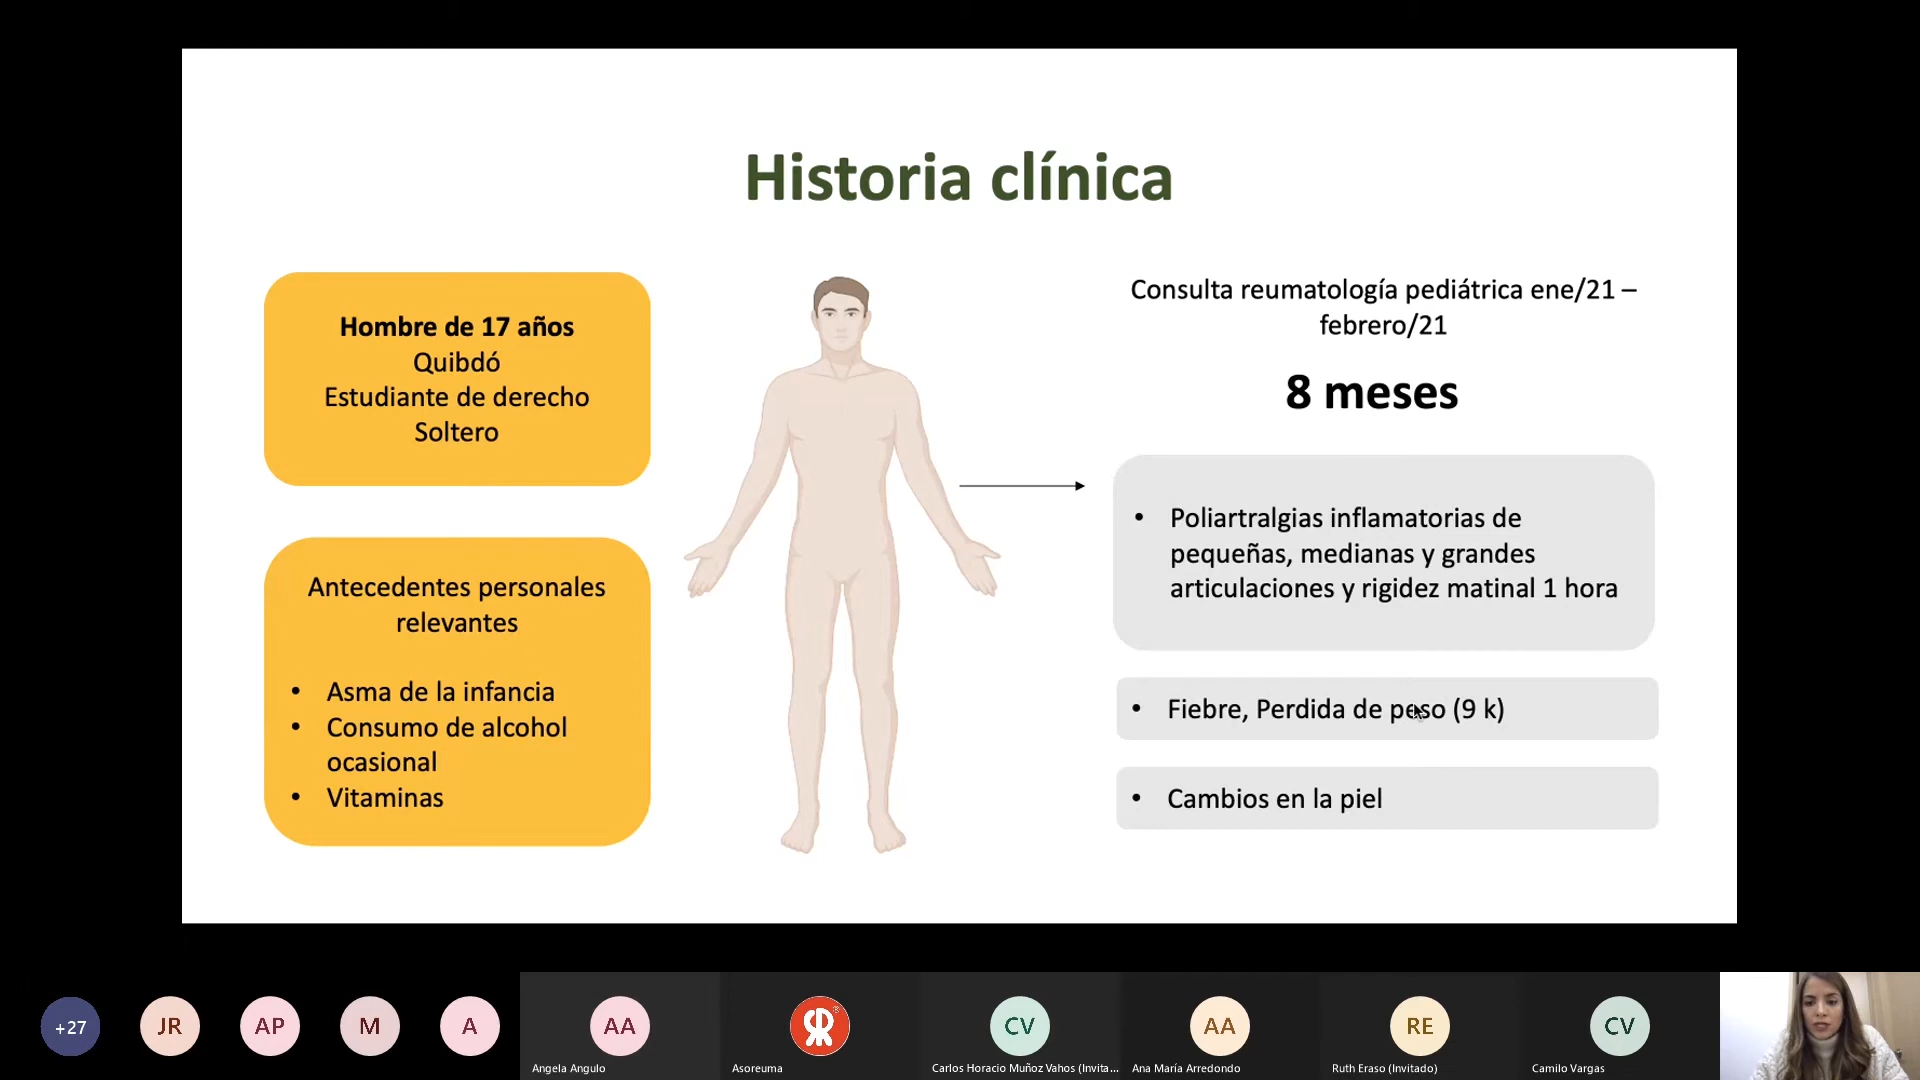 Historia clínica
Hombre de 17 años
Quibdó
Estudiante de derecho
Soltero
Antecedentes personales
relevantes
• Asma de la infancia
• Consumo de alcohol
ocasional
• Vitaminas
Consulta reumatología pediátrica ene/21 –
febrero/21
8 meses
• Poliartralgias inflamatorias de
pequeñas, medianas y grandes
articulaciones y rigidez matinal 1 hora
• Fiebre, Perdida de peso (9 k)
• Cambios en la piel
+27
JR
AP
M
A
AA
Angela Angulo
Asoreuma
CV
Carlos Horacio Muñoz Vahos (Invita...
AA
Ana María Arredondo
RE
Ruth Eraso (Invitado)
CV
Camilo Vargas